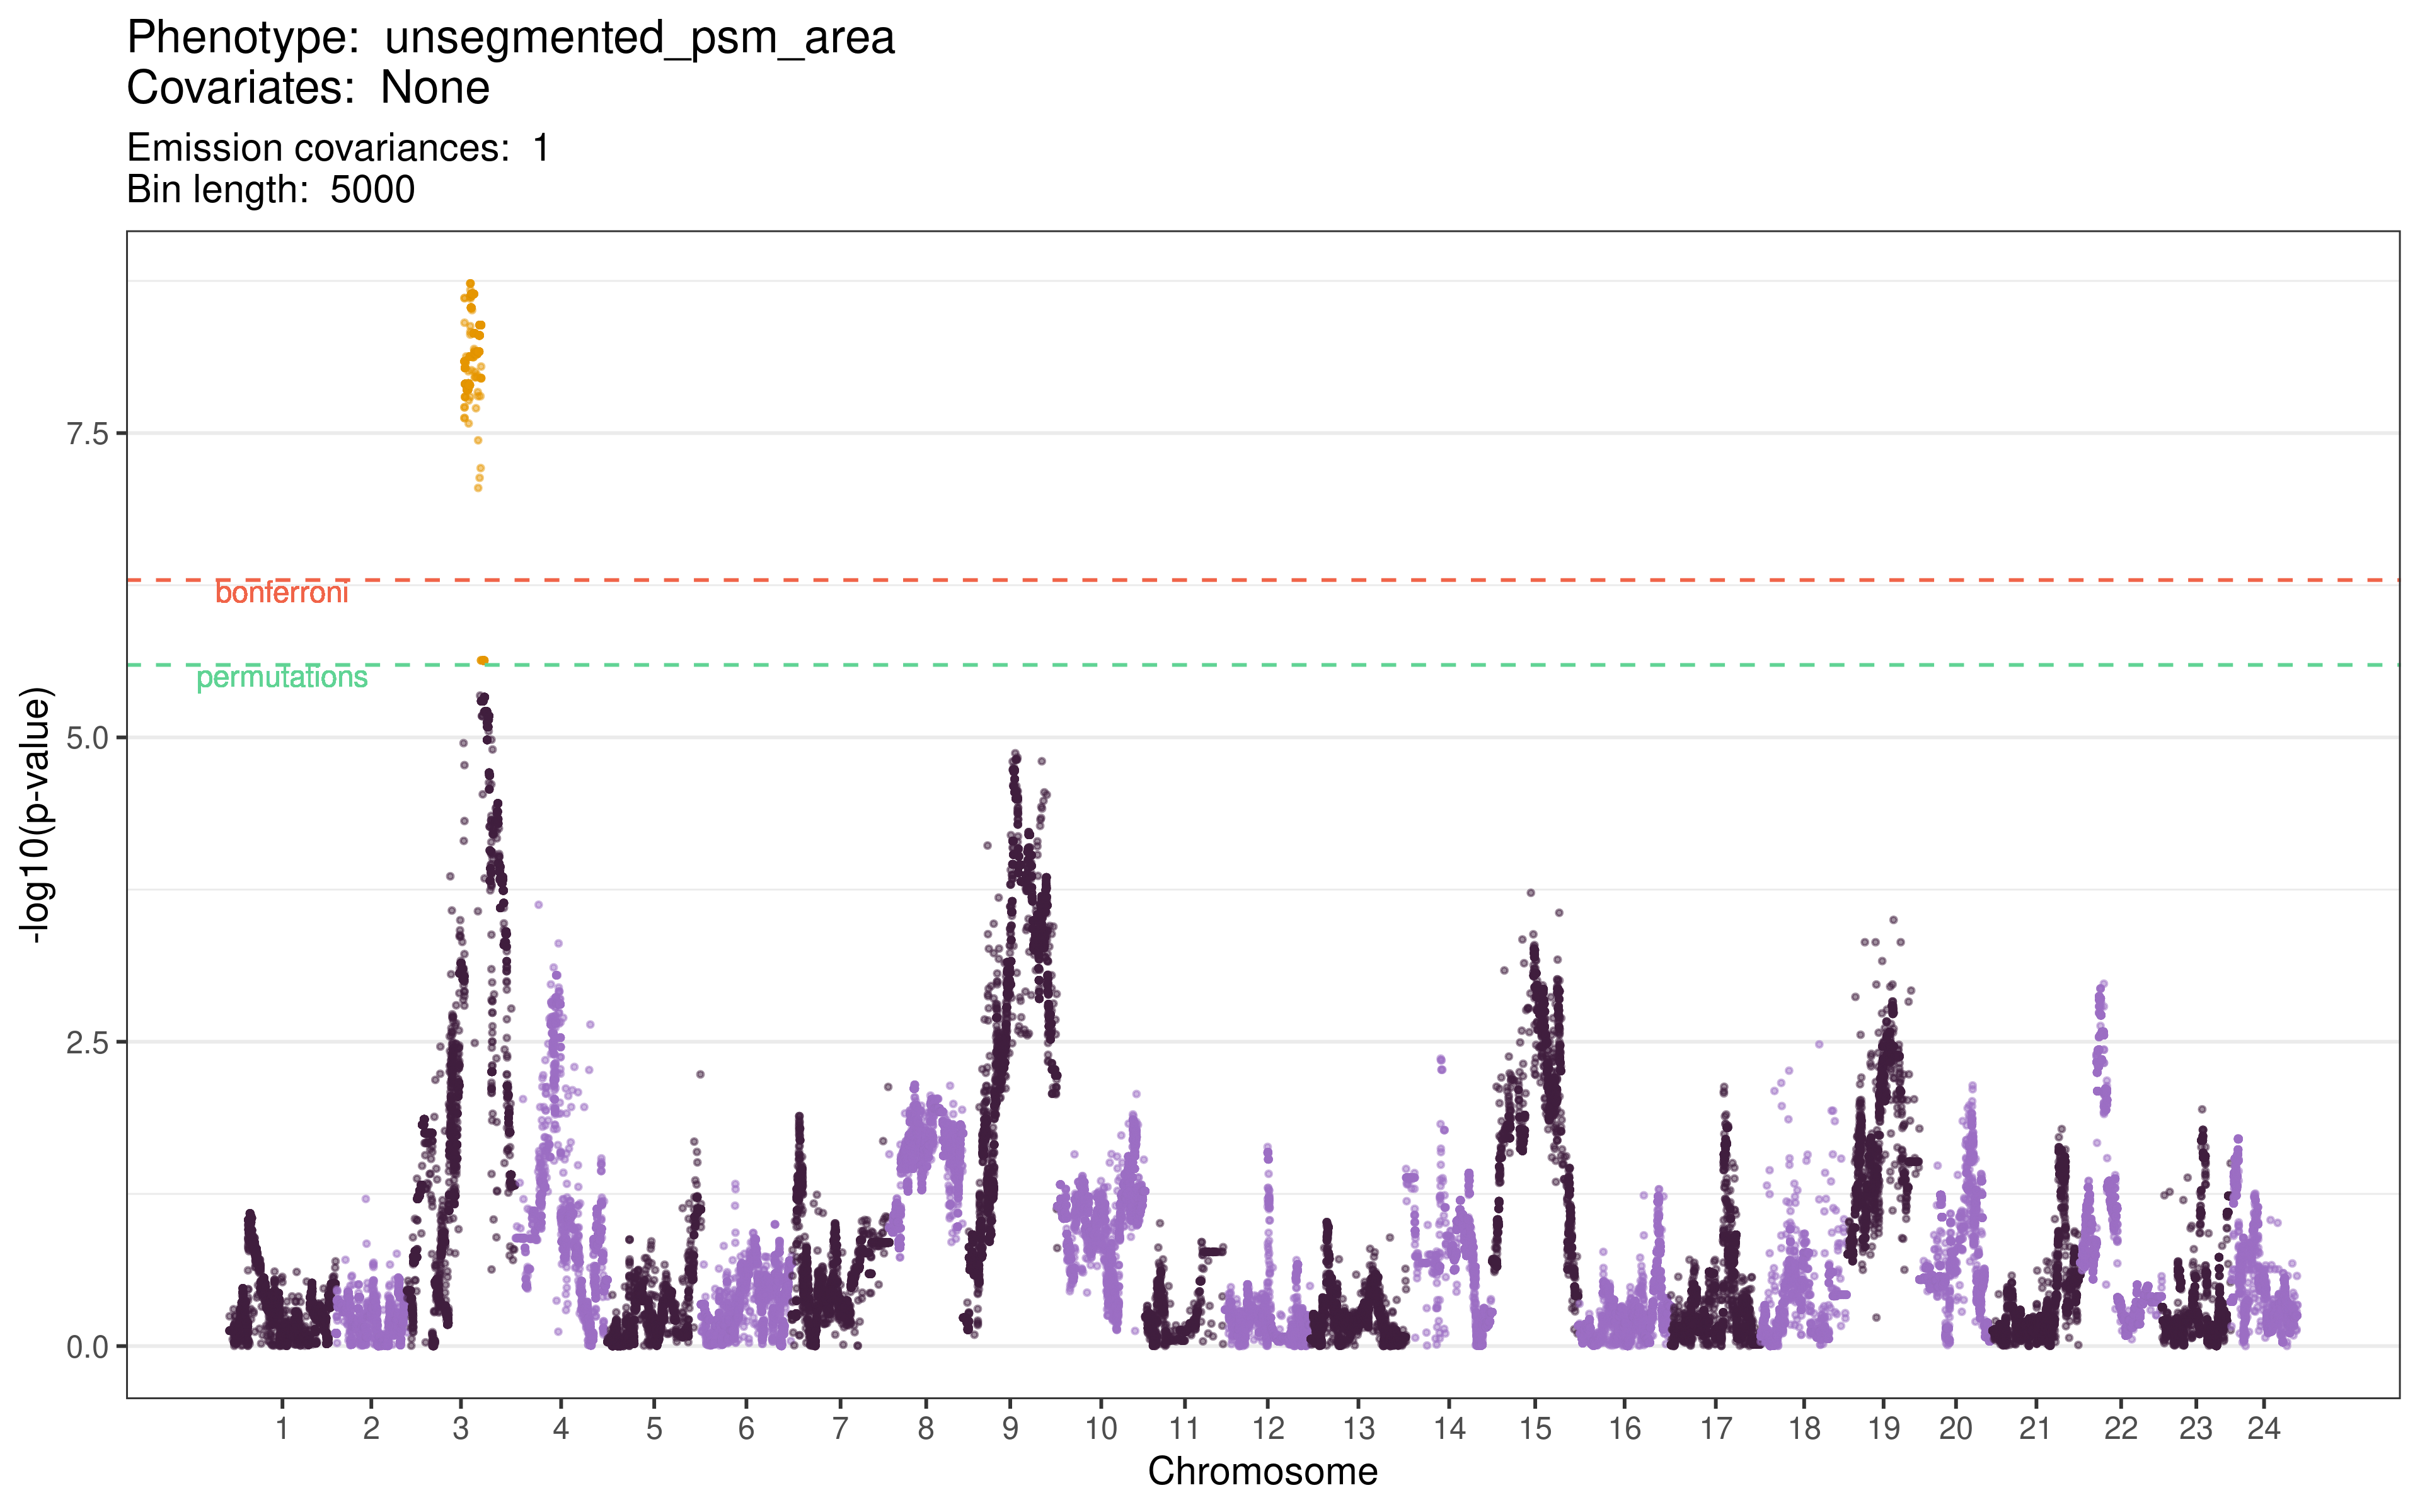 Phenotype: unsegmented_psm_area
Covariates: None
Emission covariances: 1
Bin length: 5000
-log10(p-value)
7.5
bonferroni
permutations
5.0
2.5
0.0
1 2 3 4 5 6 7 8 9 10 11 12 13 14 15 16 17 18 19 20 21 22 23 24
Chromosome